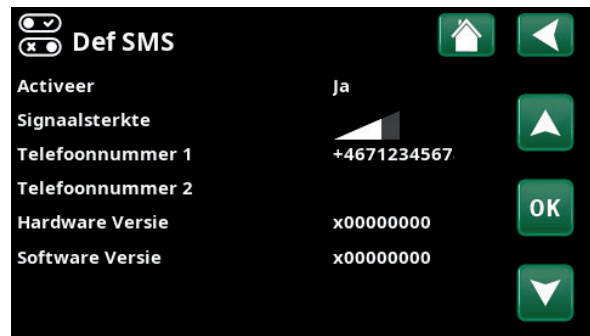 Def SMS
Activeer Ja
Signaalsterkte
Telefoonnummer 1 +4671234567
Telefoonnummer 2
OK
Hardware Versie x00000000
Software Versie x00000000